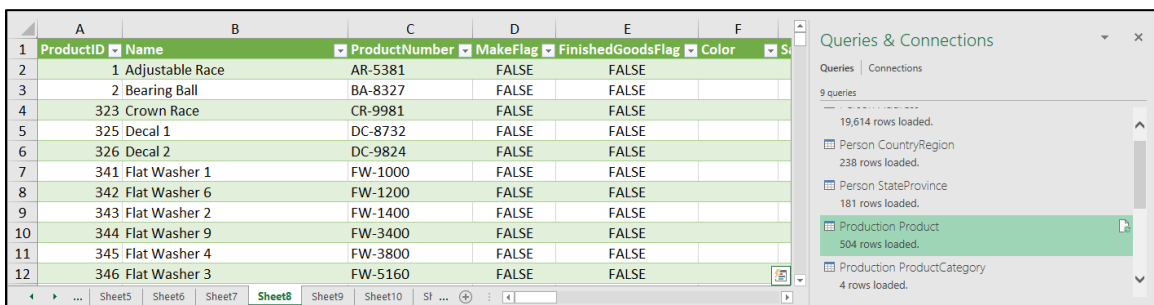 A B C D E F
1 ProductID Name ProductNumber MakeFlag FinishedGoodsFlag Color
2 1 Adjustable Race AR-5381 FALSE FALSE
3 2 Bearing Ball BA-8327 FALSE FALSE
4 323 Crown Race CR-9981 FALSE FALSE
5 325 Decal 1 DC-8732 FALSE FALSE
6 326 Decal 2 DC-9824 FALSE FALSE
7 341 Flat Washer 1 FW-1000 FALSE FALSE
8 342 Flat Washer 6 FW-1200 FALSE FALSE
9 343 Flat Washer 2 FW-1400 FALSE FALSE
10 344 Flat Washer 9 FW-3400 FALSE FALSE
11 345 Flat Washer 4 FW-3800 FALSE FALSE
12 346 Flat Washer 3 FW-5160 FALSE FALSE
... Sheet5 Sheet6 Sheet7 Sheet8 Sheet9 Sheet10 Sh ...
Queries & Connections
Queries | Connections
9 queries
19,614 rows loaded.
Person CountryRegion
238 rows loaded.
Person StateProvince
181 rows loaded.
Production Product
504 rows loaded.
Production ProductCategory
4 rows loaded.